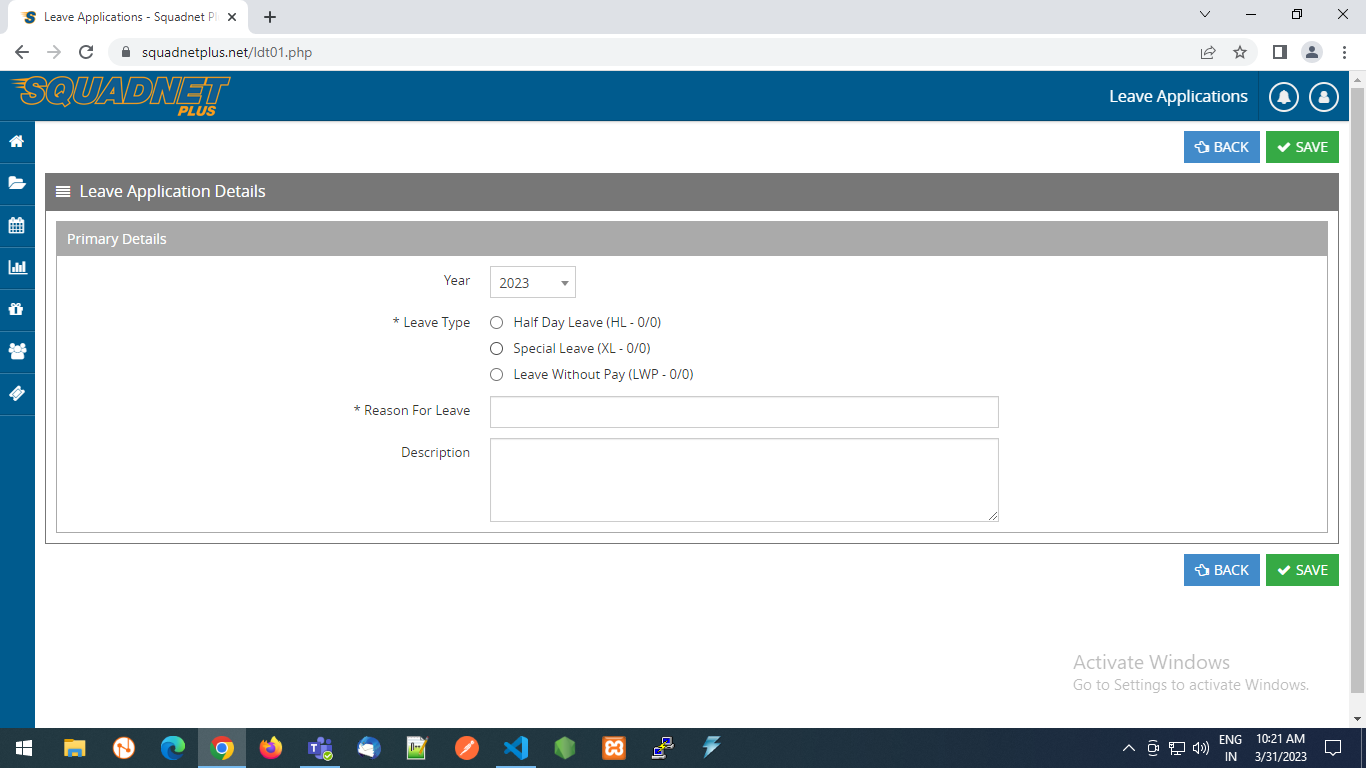 Leave Applications - Squadnet Pl
squadnetplus.net/ldt01.php
SQUADNET
PLUS
Leave Applications
BACK
SAVE
Leave Application Details
Primary Details
Year
2023
* Leave Type
Half Day Leave (HL - 0/0)
Special Leave (XL - 0/0)
Leave Without Pay (LWP - 0/0)
* Reason For Leave
Description
BACK
SAVE
Activate Windows
Go to Settings to activate Windows.
ENG
IN
10:21 AM
3/31/2023